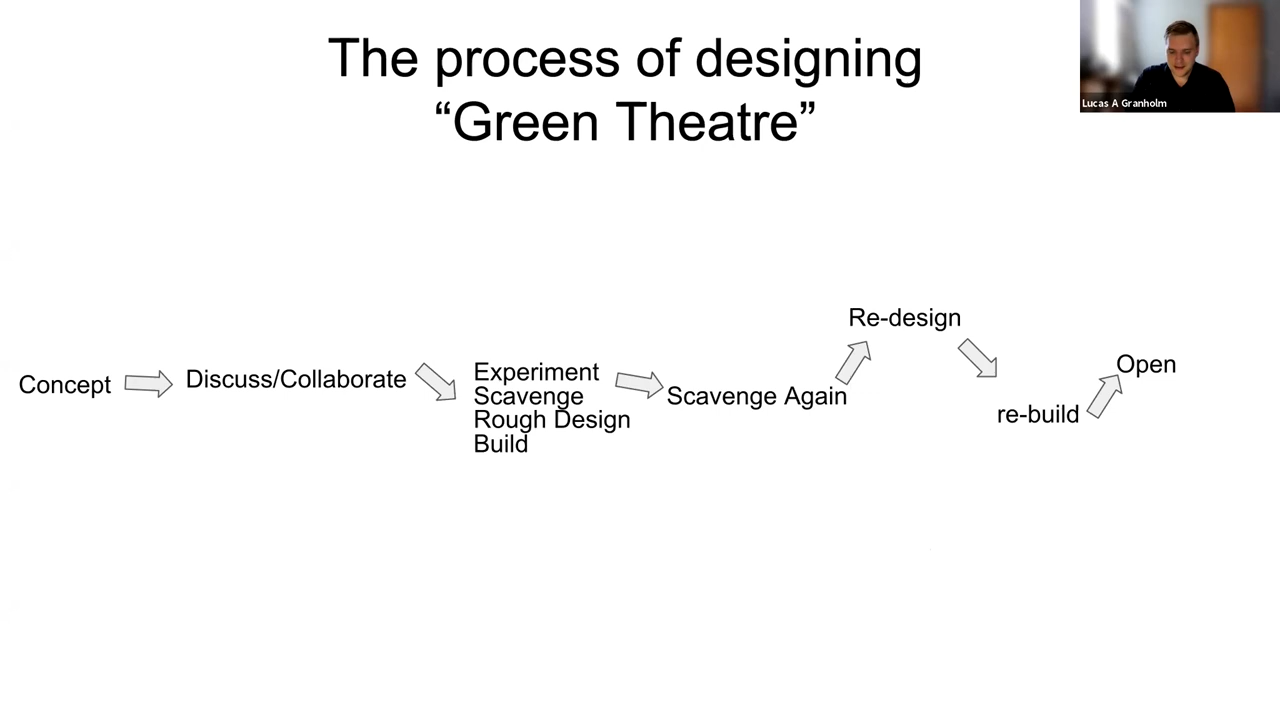 The process of designing
“Green Theatre”
Lucas A Granholm
Concept
Discuss/Collaborate
Experiment
Scavenge
Rough Design
Build
Scavenge Again
Re-design
re-build
Open